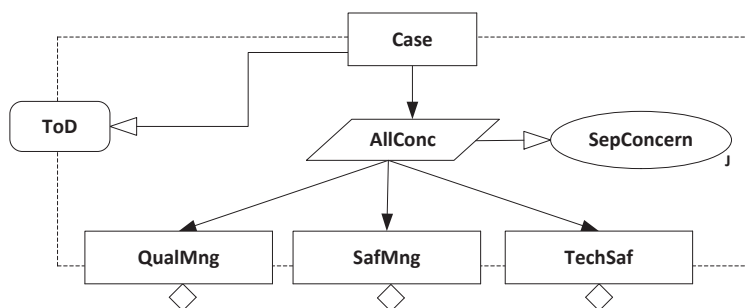 Case
ToD
AllConc
SepConcern
J
QualMng
SafMng
TechSaf